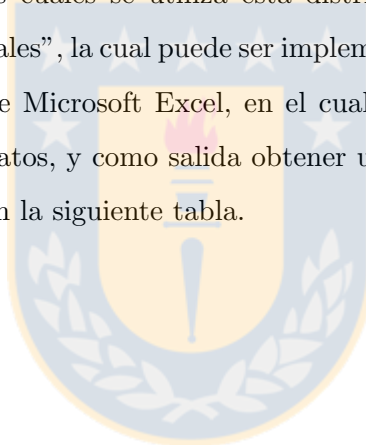 s cuales se utiliza esta distri
ales”, la cual puede ser implem
e Microsoft Excel, en el cual
atos, y como salida obtener u
n la siguiente tabla.